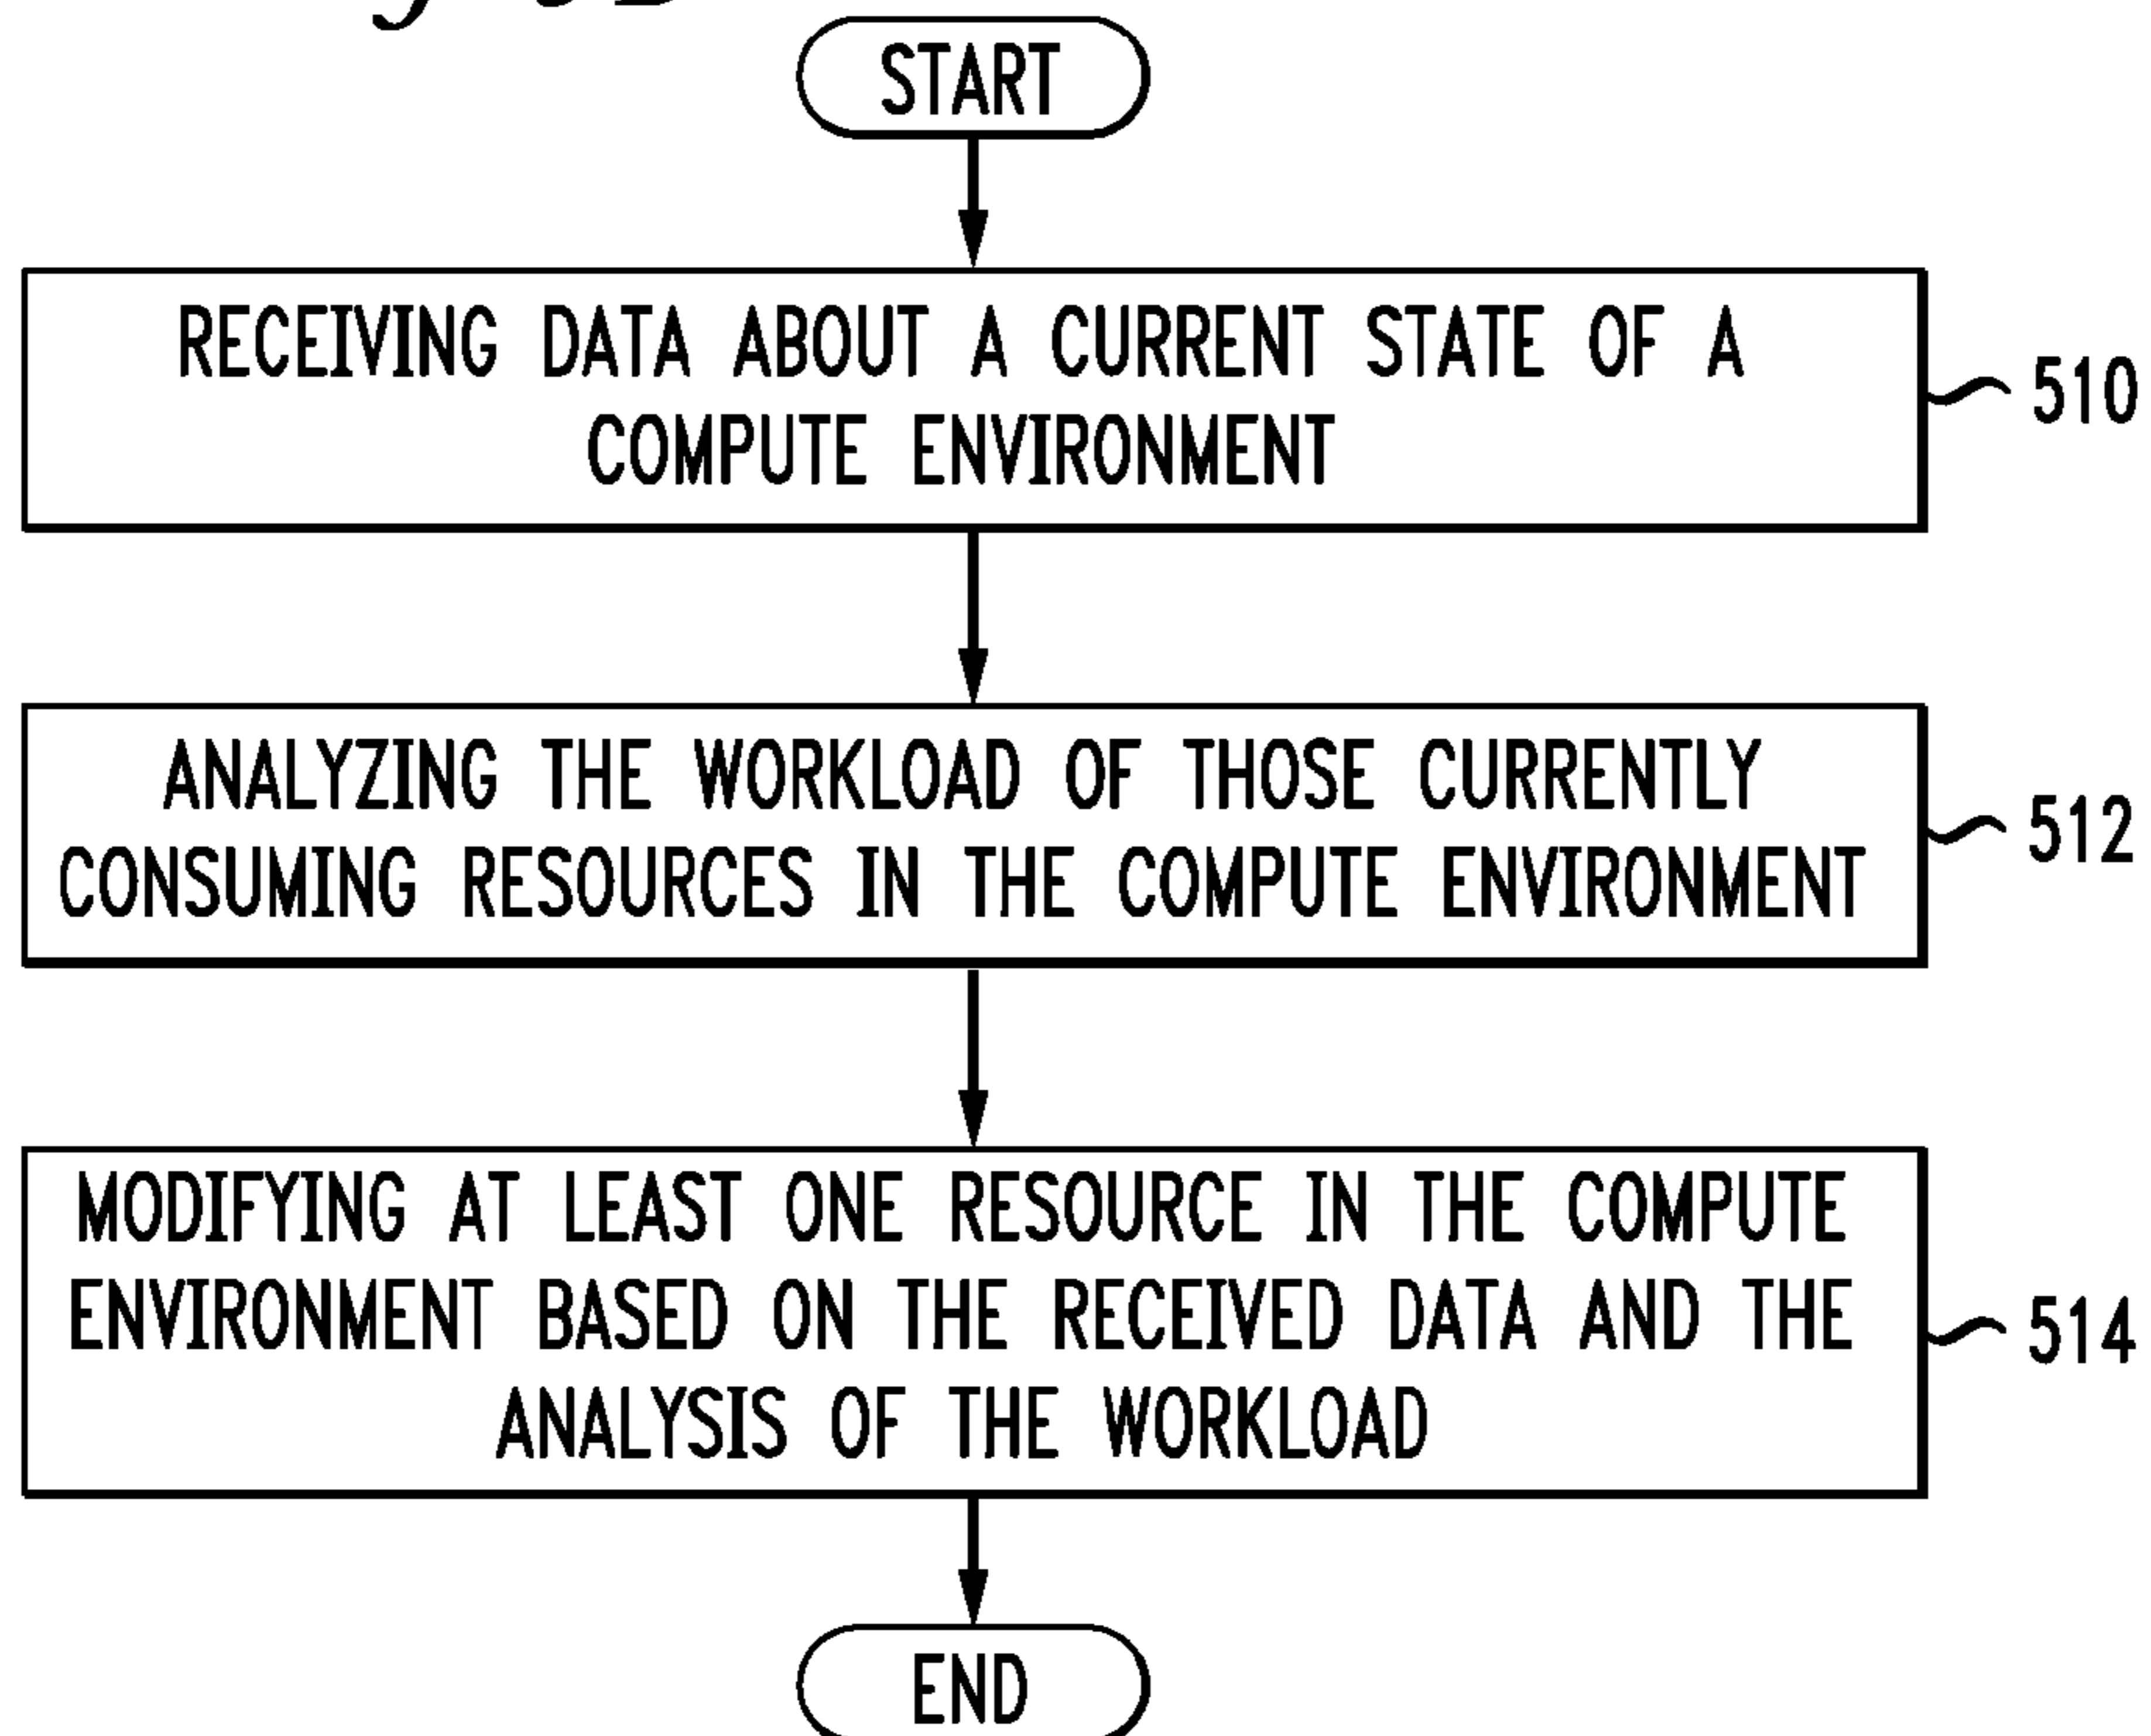 START
RECEIVING DATA ABOUT A CURRENT STATE OF A
COMPUTE ENVIRONMENT
510
ANALYZING THE WORKLOAD OF THOSE CURRENTLY
CONSUMING RESOURCES IN THE COMPUTE ENVIRONMENT
512
MODIFYING AT LEAST ONE RESOURCE IN THE COMPUTE
ENVIRONMENT BASED ON THE RECEIVED DATA AND THE
ANALYSIS OF THE WORKLOAD
514
END